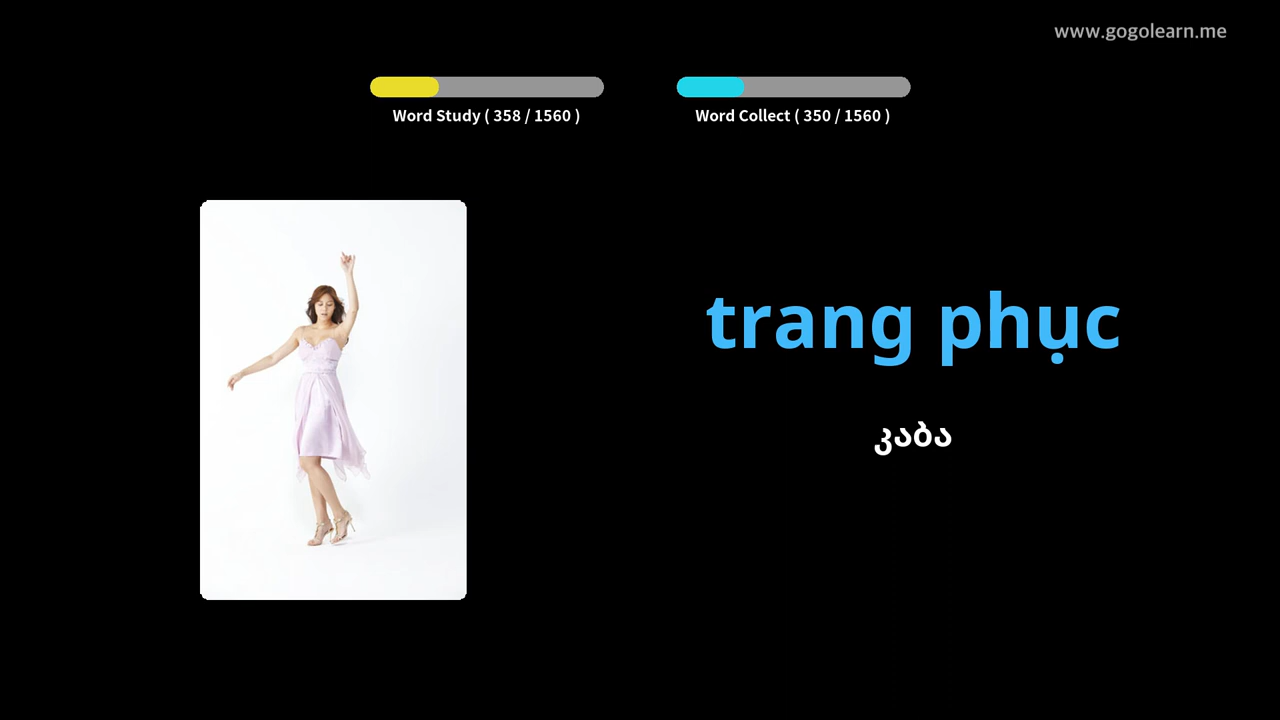 www.gogolearn.me
Word Study ( 358 / 1560 )
Word Collect ( 350 / 1560 )
trang phục
კაბა